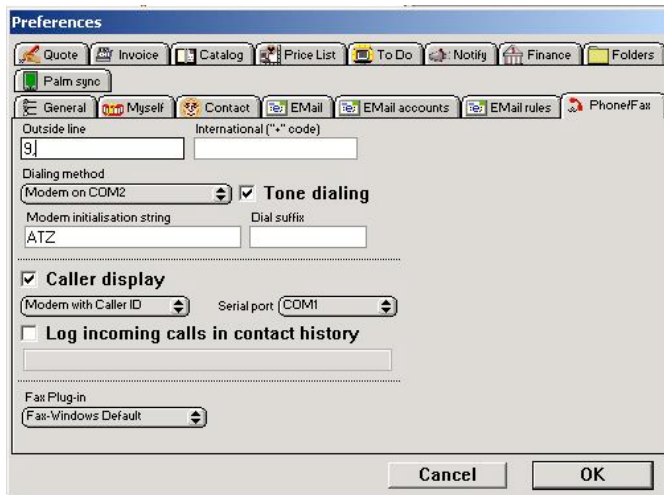 Preferences
Quote Invoice Catalog Price List To Do Notify Finance Folders
Palm sync
General Myself Contact EMail EMail accounts EMail rules Phone/Fax
Outside line International ("+" code)
9,
Dialing method
Modem on COM2 Tone dialing
Modem initialisation string Dial suffix
ATZ
Caller display
Modem with Caller ID Serial port COM1
Log incoming calls in contact history
Fax Plug-in
Fax-Windows Default
Cancel OK